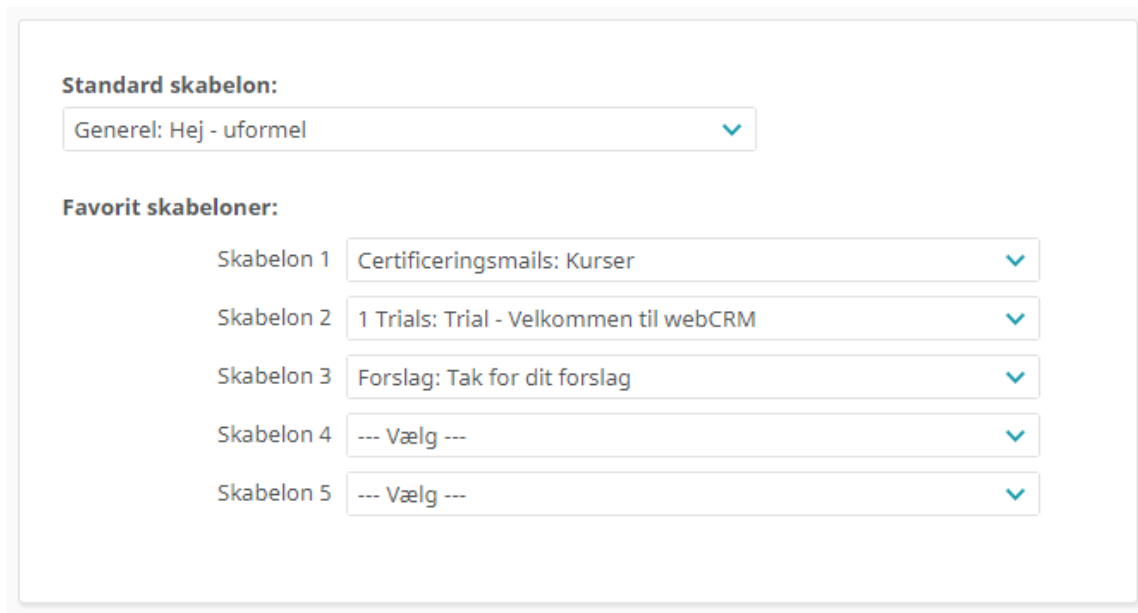 Standard skabelon:
Generel: Hej - uformel
Favorit skabeloner:
Skabelon 1 Certificeringsmails: Kurser
Skabelon 2 1 Trials: Trial - Velkommen til webCRM
Skabelon 3 Forslag: Tak for dit forslag
Skabelon 4 --- Vælg ---
Skabelon 5 --- Vælg ---